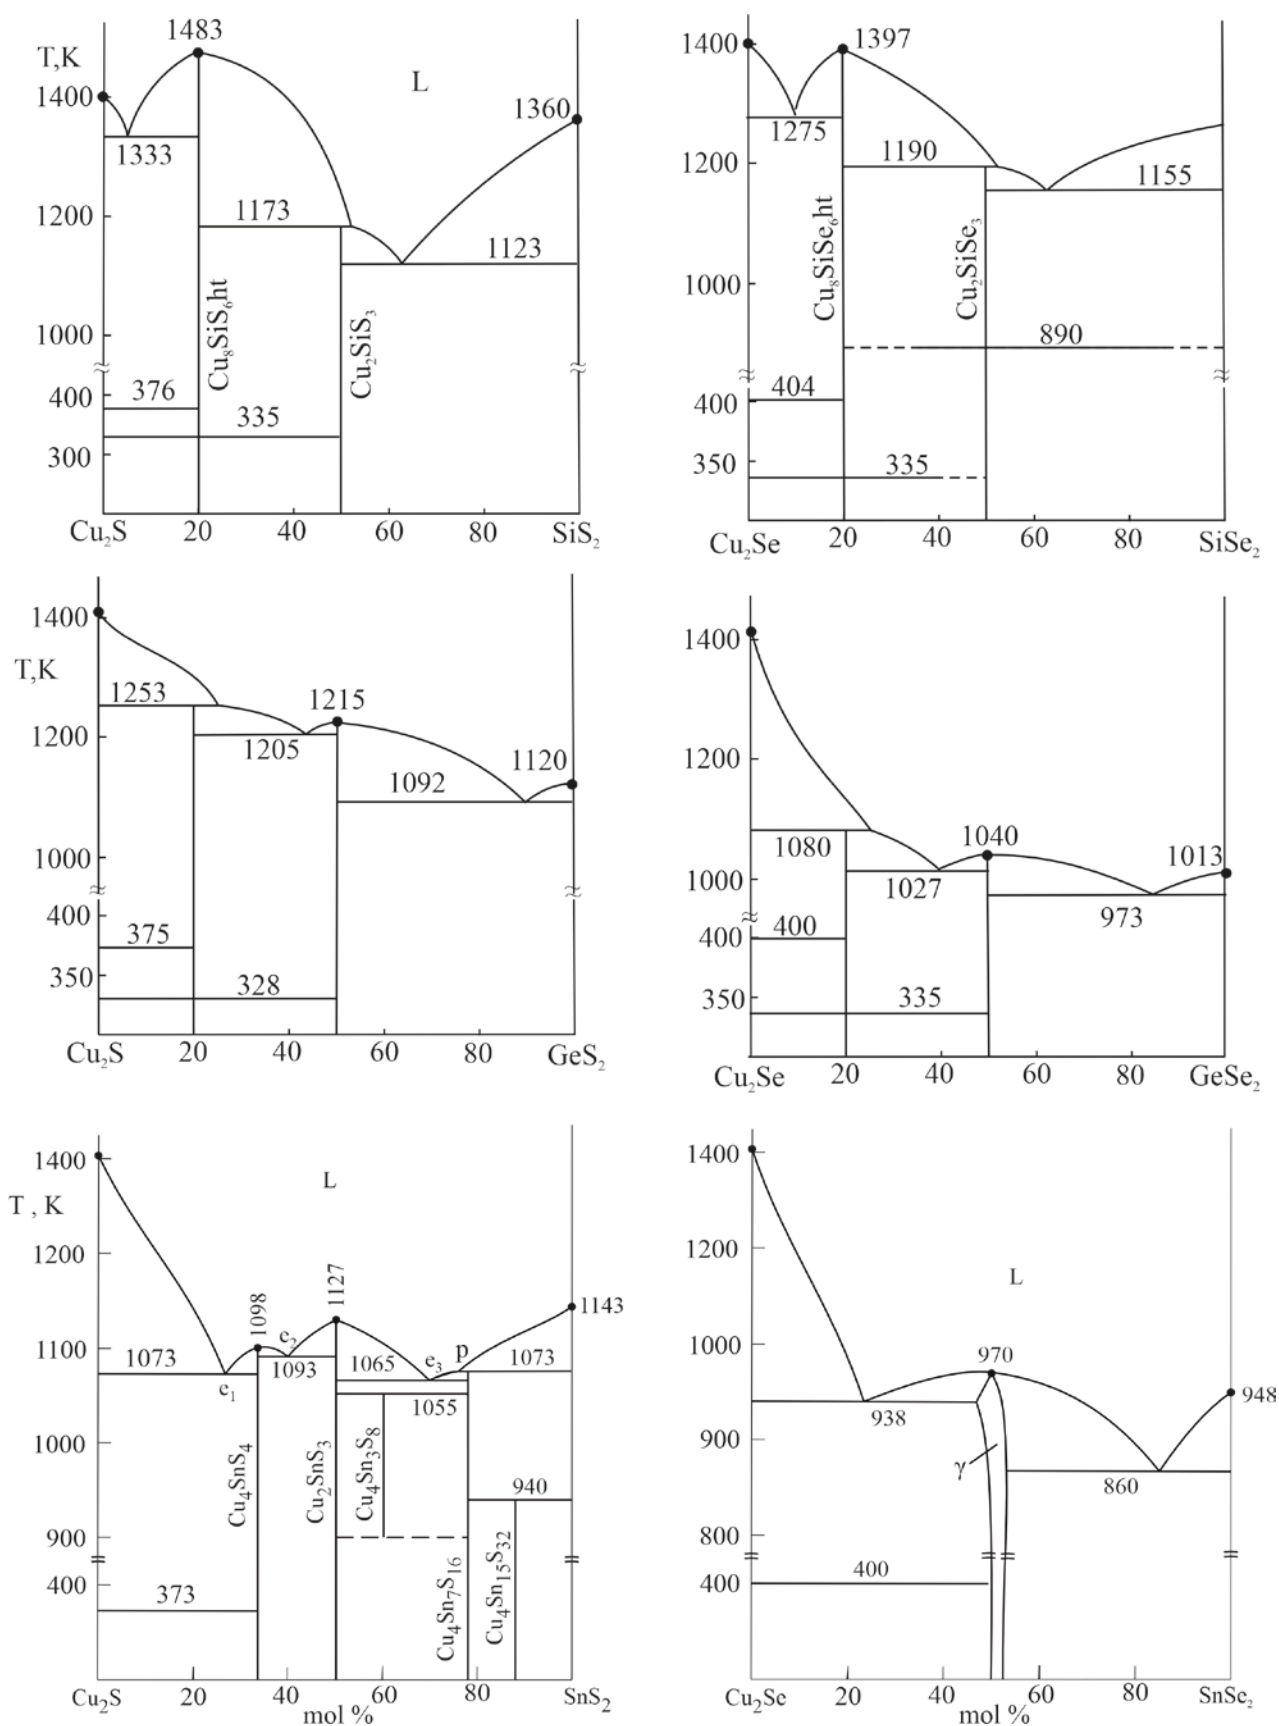 T,K
1483
L
1400
1360
1333
1200
1173
1123
Cu₈SiS₆ht
Cu₂SiS₃
1000
376
400
335
300
Cu₂S
20
40
60
80
SiS₂
1400
1397
1275
1200
1190
1155
Cu₈SiSe₆ht
Cu₂SiSe₃
1000
890
404
400
350
335
Cu₂Se
20
40
60
80
SiSe₂
1400
T,K
1253
1215
1200
1205
1120
1092
1000
400
375
350
328
Cu₂S
20
40
60
80
GeS₂
1400
1200
1080
1040
1013
1000
1027
973
400
400
350
335
Cu₂Se
20
40
60
80
GeSe₂
1400
T , K
L
1200
1127
1098
e₂
1143
1100
1073
1093
1065
e₃
p
1073
e₁
1055
1000
Cu₄SnS₄
Cu₂SnS₃
Cu₄Sn₃S₈
940
900
Cu₄Sn₇S₁₆
Cu₄Sn₁₅S₃₂
400
373
Cu₂S
20
40
60
80
SnS₂
mol %
1400
1200
L
1000
970
948
938
900
γ
860
800
400
400
Cu₂Se
20
40
60
80
SnSe₂
mol %